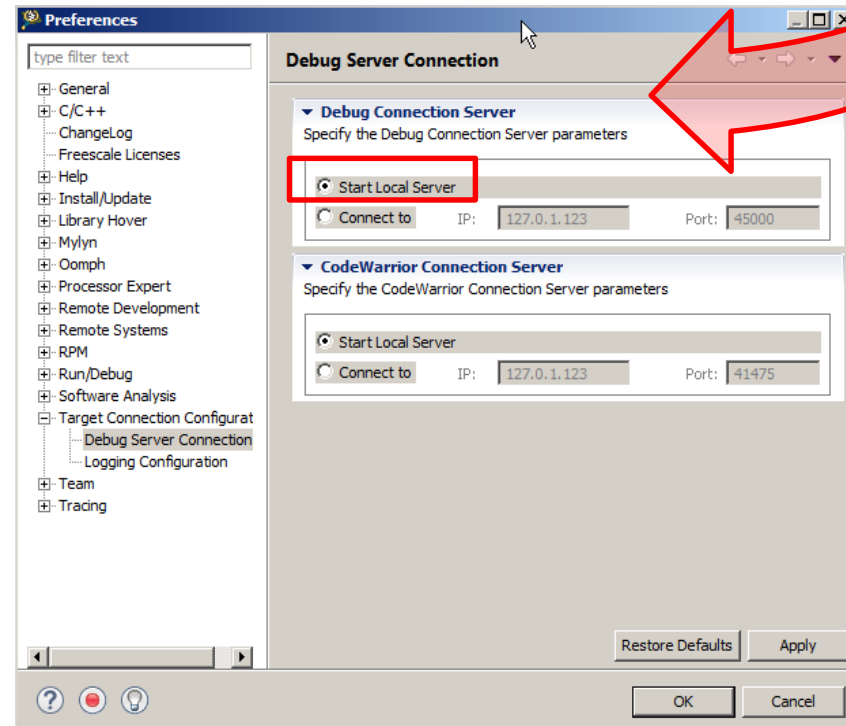 Preferences
type filter text
General
C/C++
ChangeLog
Freescale Licenses
Help
Install/Update
Library Hover
Mylyn
Oomph
Processor Expert
Remote Development
Remote Systems
RPM
Run/Debug
Software Analysis
Target Connection Configurat
Debug Server Connection
Logging Configuration
Team
Tracing
Debug Server Connection
Debug Connection Server
Specify the Debug Connection Server parameters
Start Local Server
Connect to IP: 127.0.1.123 Port: 45000
CodeWarrior Connection Server
Specify the CodeWarrior Connection Server parameters
Start Local Server
Connect to IP: 127.0.1.123 Port: 41475
Restore Defaults Apply
OK Cancel